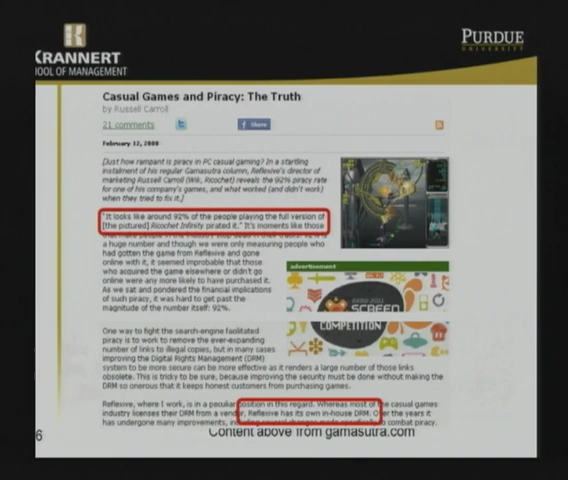 KRANNERT
OOL OF MANAGEMENT
PURDUE
UNIVERSITY
Casual Games and Piracy: The Truth
by Russell Carroll
21 comments
Share
February 13, 2008
[Just how rampant is piracy in PC casual gaming? In a startling
instalment of his regular Gamasutra column, Reflexive's director of
marketing Russell Carroll (Wik, Ricochet) reveals the 92% piracy rate
for one of his company's games, and what worked (and didn't work)
when they tried to fix it.]
"It looks like around 92% of the people playing the full version of
[the pictured] Ricochet Infinity pirated it." It's moments like those
a huge number and though we were only measuring people who
had gotten the game from Reflexive and gone
online with it, it seemed improbable that those
who acquired the game elsewhere or didn't go
online were any more likely to have purchased it.
As we sat and pondered the financial implications
of such piracy, it was hard to get past the
magnitude of the number itself: 92%.
advertisement
SCREEN
COMPETITION
One way to fight the search-engine facilitated
piracy is to work to remove the ever-expanding
number of links to illegal copies, but in many cases
improving the Digital Rights Management (DRM)
system to be more secure can be more effective as it renders a large number of those links
obsolete. This is tricky to be sure, because improving the security must be done without making the
DRM so onerous that it keeps honest customers from purchasing games.
Reflexive, where I work, is in a peculiar position in this regard. Whereas most of the casual games
industry licenses their DRM from a vendor, Reflexive has its own in-house DRM. Over the years it
has undergone many improvements, including several changes made specifically to combat piracy.
6
Content above from gamasutra.com